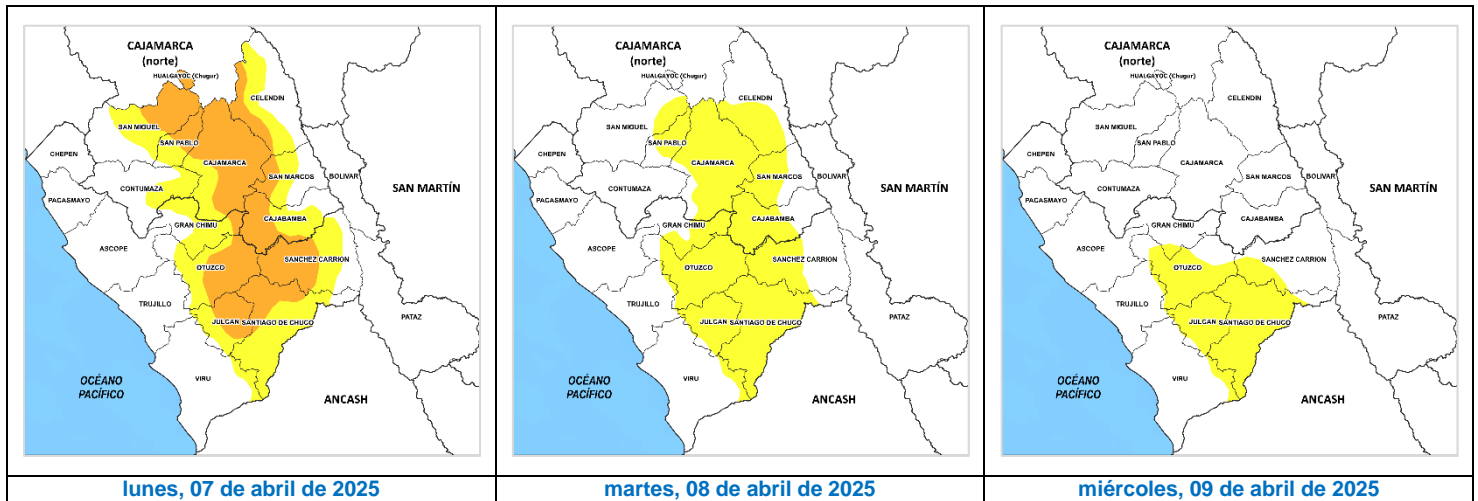 CAJAMARCA
(norte)
HUALGAYOC (Chugur)
CELENDIN
SAN MIGUEL
SAN PABLO
CHEPEN
CAJAMARCA
SAN MARCOS
BOLIVAR
SAN MARTÍN
CONTUMAZA
PACASMAYO
CAJABAMBA
GRAN CHIMU
ASCOPE
OTUZCO
SANCHEZ CARRION
TRUJILLO
JULCAN
SANTIAGO DE CHUCO
PATAZ
VIRU
OCÉANO
PACÍFICO
ANCASH
lunes, 07 de abril de 2025
CAJAMARCA
(norte)
HUALGAYOC (Chugur)
CELENDIN
SAN MIGUEL
SAN PABLO
CHEPEN
CAJAMARCA
SAN MARCOS
BOLIVAR
SAN MARTÍN
CONTUMAZA
PACASMAYO
CAJABAMBA
GRAN CHIMU
ASCOPE
OTUZCO
SANCHEZ CARRION
TRUJILLO
JULCAN
SANTIAGO DE CHUCO
PATAZ
VIRU
OCÉANO
PACÍFICO
ANCASH
martes, 08 de abril de 2025
CAJAMARCA
(norte)
HUALGAYOC (Chugur)
CELENDIN
SAN MIGUEL
SAN PABLO
CHEPEN
CAJAMARCA
SAN MARCOS
BOLIVAR
SAN MARTÍN
CONTUMAZA
PACASMAYO
CAJABAMBA
GRAN CHIMU
ASCOPE
OTUZCO
SANCHEZ CARRION
TRUJILLO
JULCAN
SANTIAGO DE CHUCO
PATAZ
VIRU
OCÉANO
PACÍFICO
ANCASH
miércoles, 09 de abril de 2025